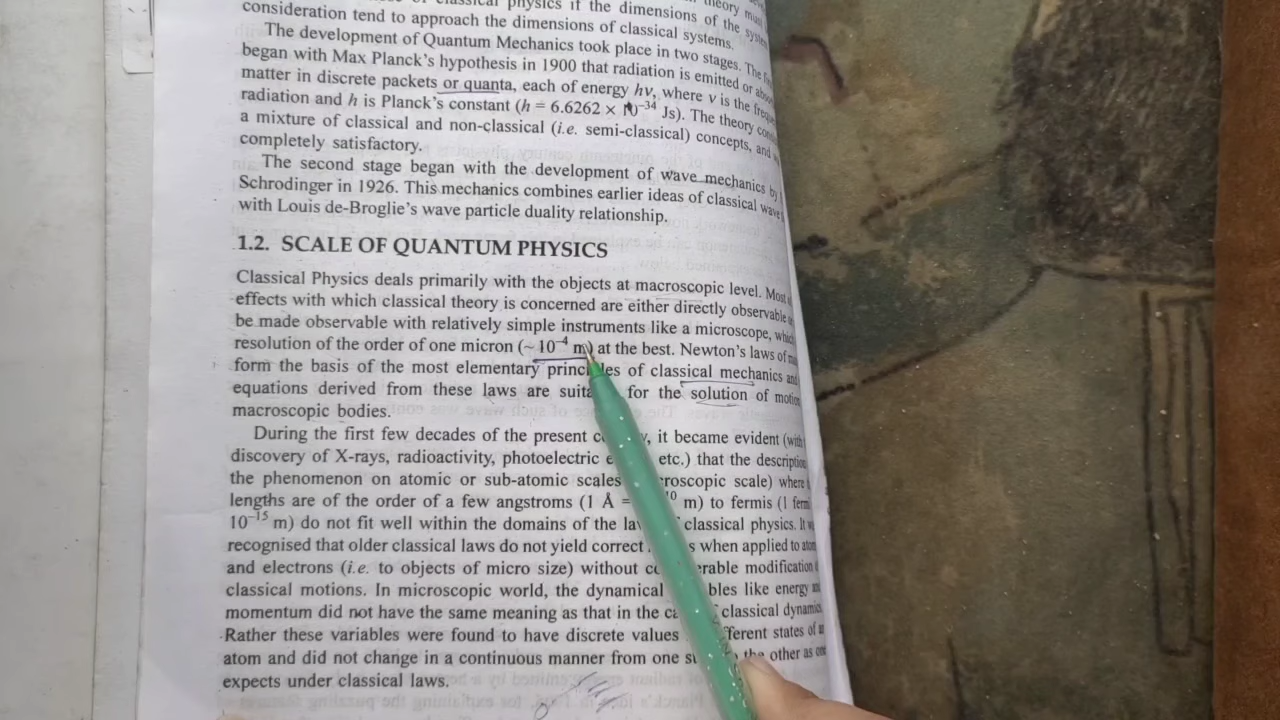 classical physics if the dimensions of the
consideration tend to approach the dimensions of classical systems.
The development of Quantum Mechanics took place in two stages. The
began with Max Planck's hypothesis in 1900 that radiation is emitted or
matter in discrete packets or quanta, each of energy hν, where ν is the
radiation and h is Planck's constant (h = 6.6262 × 10⁻³⁴ Js). The theory
a mixture of classical and non-classical (i.e. semi-classical) concepts, and
completely satisfactory.
The second stage began with the development of wave mechanics by
Schrodinger in 1926. This mechanics combines earlier ideas of classical wave
with Louis de-Broglie's wave particle duality relationship.
1.2. SCALE OF QUANTUM PHYSICS
Classical Physics deals primarily with the objects at macroscopic level. Most
effects with which classical theory is concerned are either directly observable
be made observable with relatively simple instruments like a microscope,
resolution of the order of one micron (~ 10⁻⁴ m) at the best. Newton's laws of
form the basis of the most elementary principles of classical mechanics and
equations derived from these laws are for the solution of
macroscopic bodies.
During the first few decades of the present it became evident (with
discovery of X-rays, radioactivity, photoelectric etc.) that the
the phenomenon on atomic or sub-atomic scales scale) where
lengths are of the order of a few angstroms (1 Å = m) to fermis (1
10⁻¹⁵ m) do not fit well within the domains of the classical physics. It
recognised that older classical laws do not yield correct when applied to
and electrons (i.e. to objects of micro size) without modification
classical motions. In microscopic world, the dynamical like energy
momentum did not have the same meaning as that in the classical
Rather these variables were found to have discrete values states of
atom and did not change in a continuous manner from one the other as
expects under classical laws.